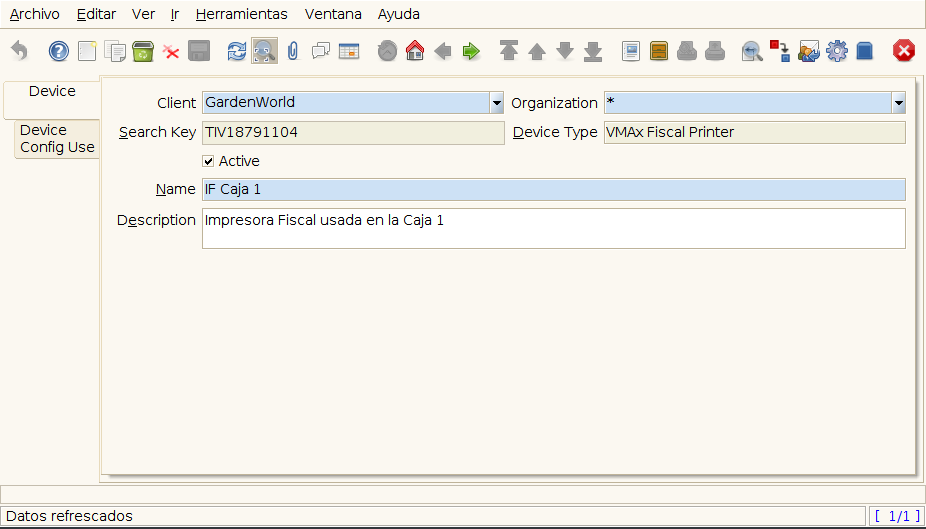 Archivo Editar Ver Ir Herramientas Ventana Ayuda
Device
Device
Config Use
Client GardenWorld Organization *
Search Key TIV18791104 Device Type VMAx Fiscal Printer
Active
Name IF Caja 1
Description Impresora Fiscal usada en la Caja 1
Datos refrescados [ 1/1 ]